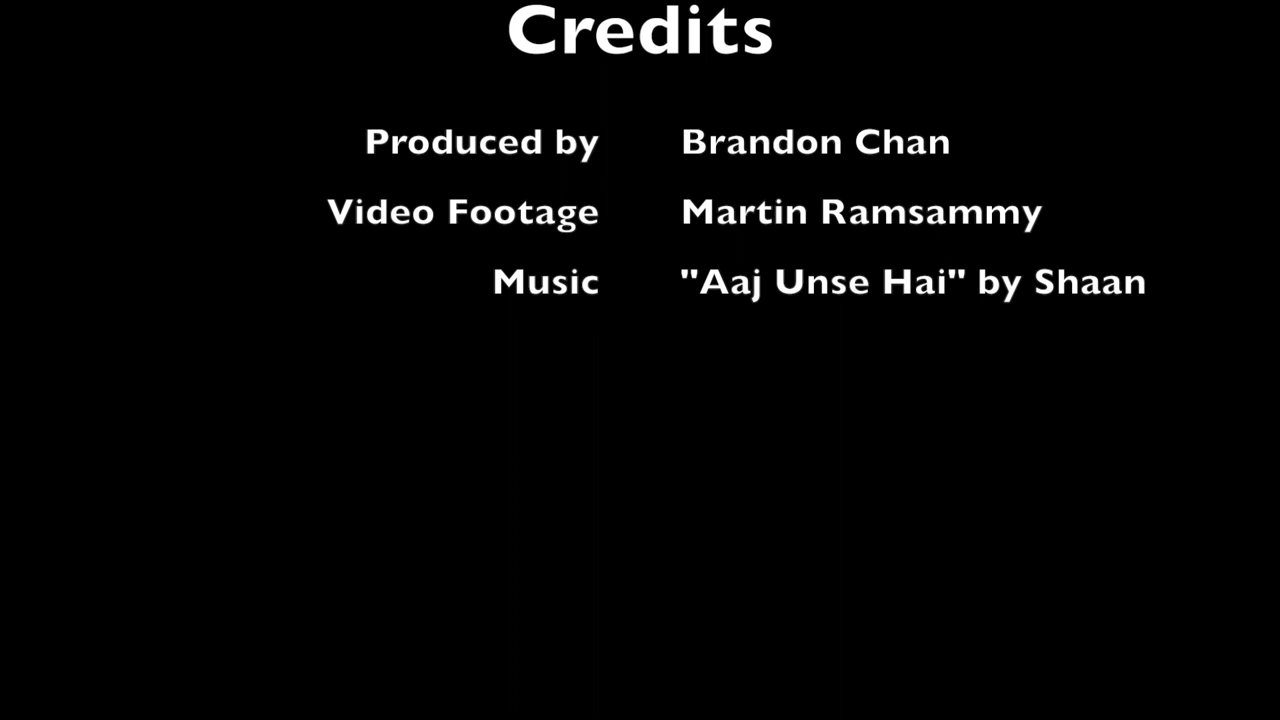 Credits
Produced by Brandon Chan
Video Footage Martin Ramsammy
Music "Aaj Unse Hai" by Shaan